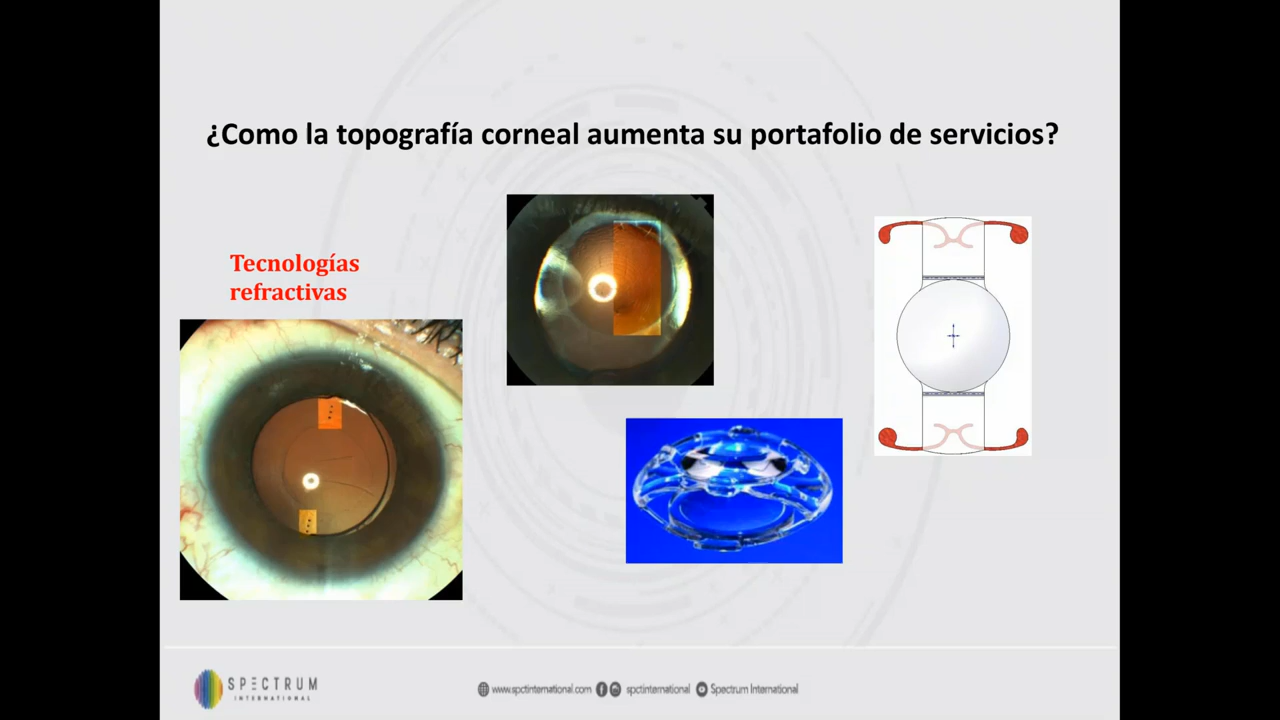 ¿Como la topografía corneal aumenta su portafolio de servicios?
Tecnologías
refractivas
SPECTRUM
INTERNATIONAL
www.spctinternational.com spctinternational Spectrum International